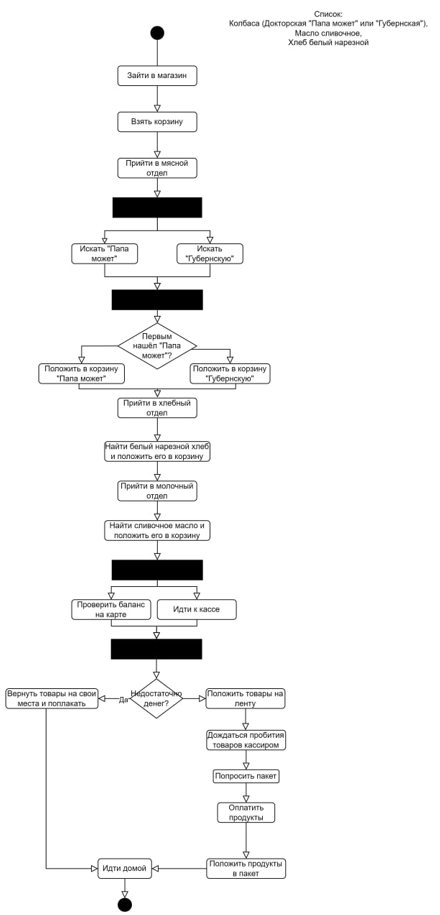 Список:
Колбаса (Докторская "Папа может" или "Губернская"),
Масло сливочное,
Хлеб белый нарезной
Зайти в магазин
Взять корзину
Прийти в мясной
отдел
Искать "Папа
может"
Искать
"Губернскую"
Первым
нашёл "Папа
может"?
Положить в корзину
"Папа может"
Положить в корзину
"Губернскую"
Прийти в хлебный
отдел
Найти белый нарезной хлеб
и положить его в корзину
Прийти в молочный
отдел
Найти сливочное масло и
положить его в корзину
Проверить баланс
на карте
Идти к кассе
Недостаточно
денег?
Да
Вернуть товары на свои
места и поплакать
Положить товары на
ленту
Дождаться пробития
товаров кассиром
Попросить пакет
Оплатить
продукты
Положить продукты
в пакет
Идти домой